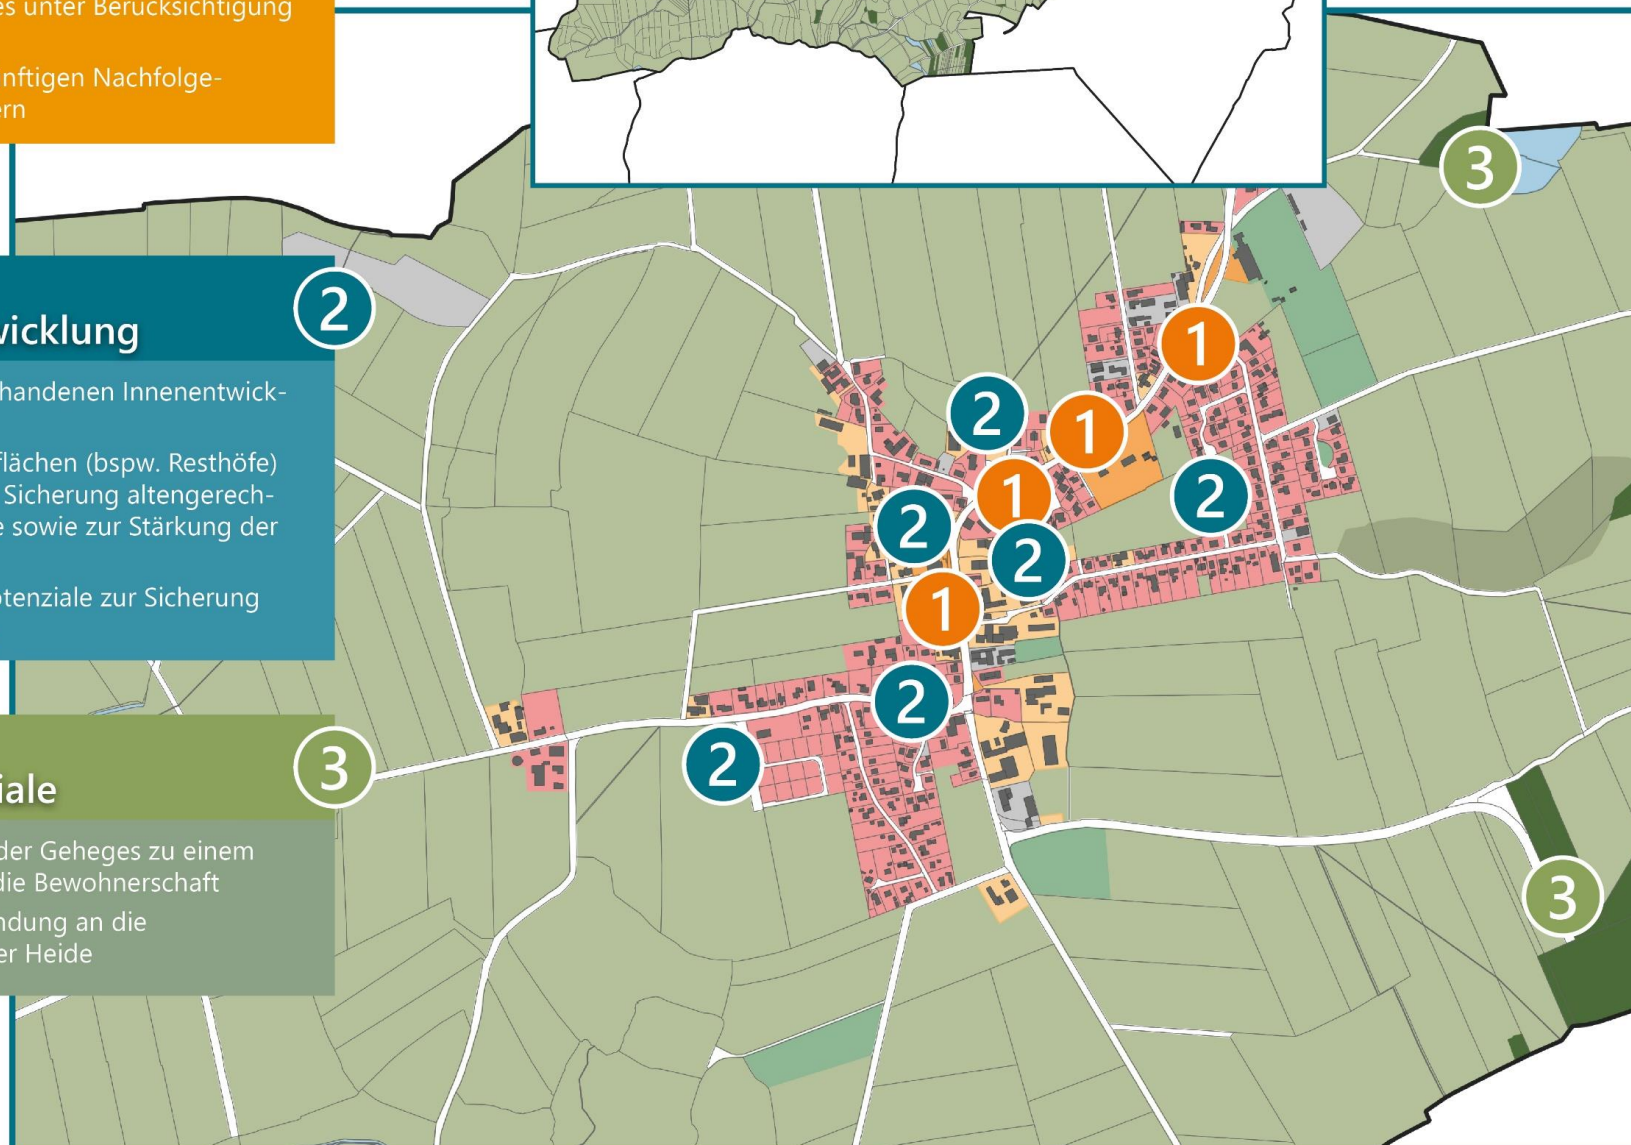 es unter Berücksichtigung
nftigen Nachfolge-
ern
wicklung
2
handenen Innenentwick-
flächen (bspw. Resthöfe)
Sicherung altengerech-
e sowie zur Stärkung der
otenziale zur Sicherung
iale
3
der Geheges zu einem
die Bewohnerschaft
ndung an die
er Heide
3
1
2
1
2
1
2
2
1
2
2
3